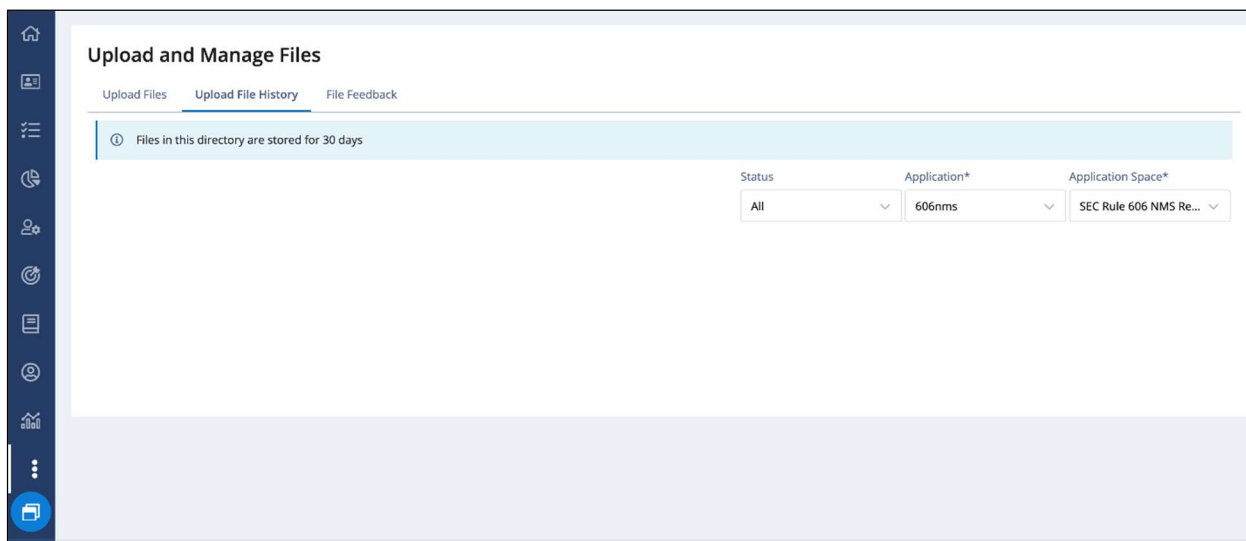 Upload and Manage Files
Upload Files Upload File History File Feedback
Files in this directory are stored for 30 days
Status Application* Application Space*
All 606nms SEC Rule 606 NMS Re...